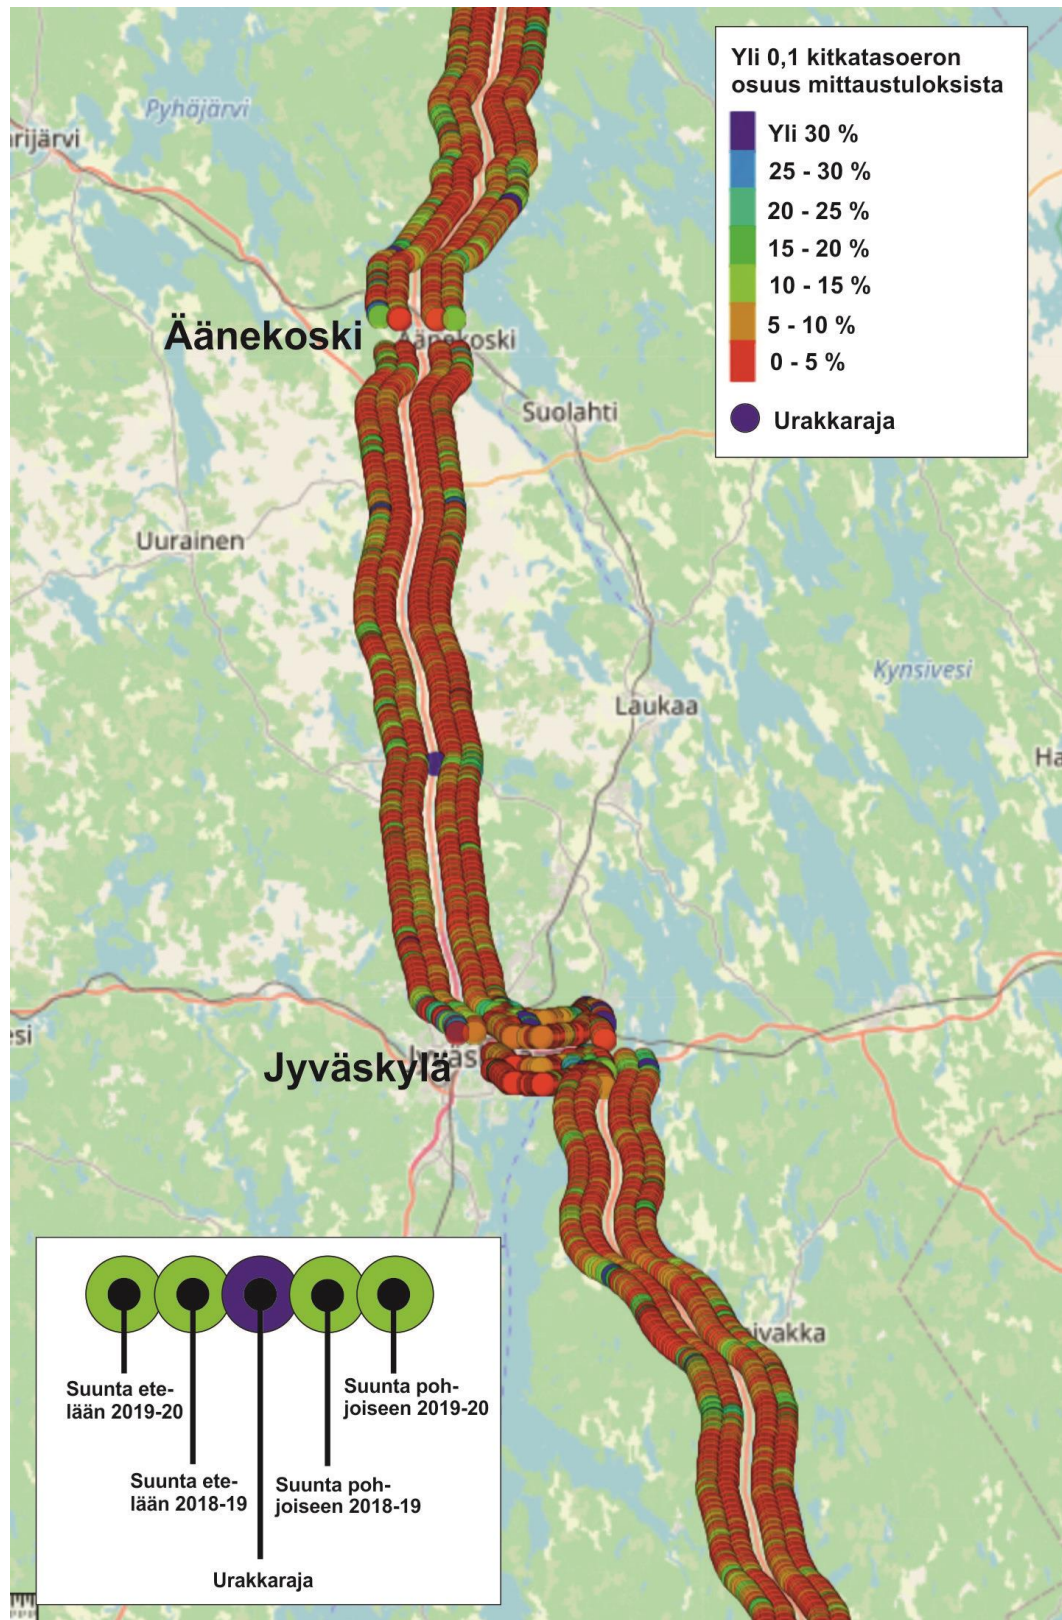 Yli 0,1 kitkatasoeron
osuus mittaustuloksista
Yli 30 %
25 - 30 %
20 - 25 %
15 - 20 %
10 - 15 %
5 - 10 %
0 - 5 %
Urakkaraja
Pyhäjärvi
rijärvi
Äänekoski
Äänekoski
Suolahti
Uurainen
Kynsivesi
Laukaa
Ha
esi
Jyväs
Jyväskylä
ivakka
Suunta ete-
lään 2019-20
Suunta poh-
joiseen 2019-20
Suunta ete-
lään 2018-19
Suunta poh-
joiseen 2018-19
Urakkaraja